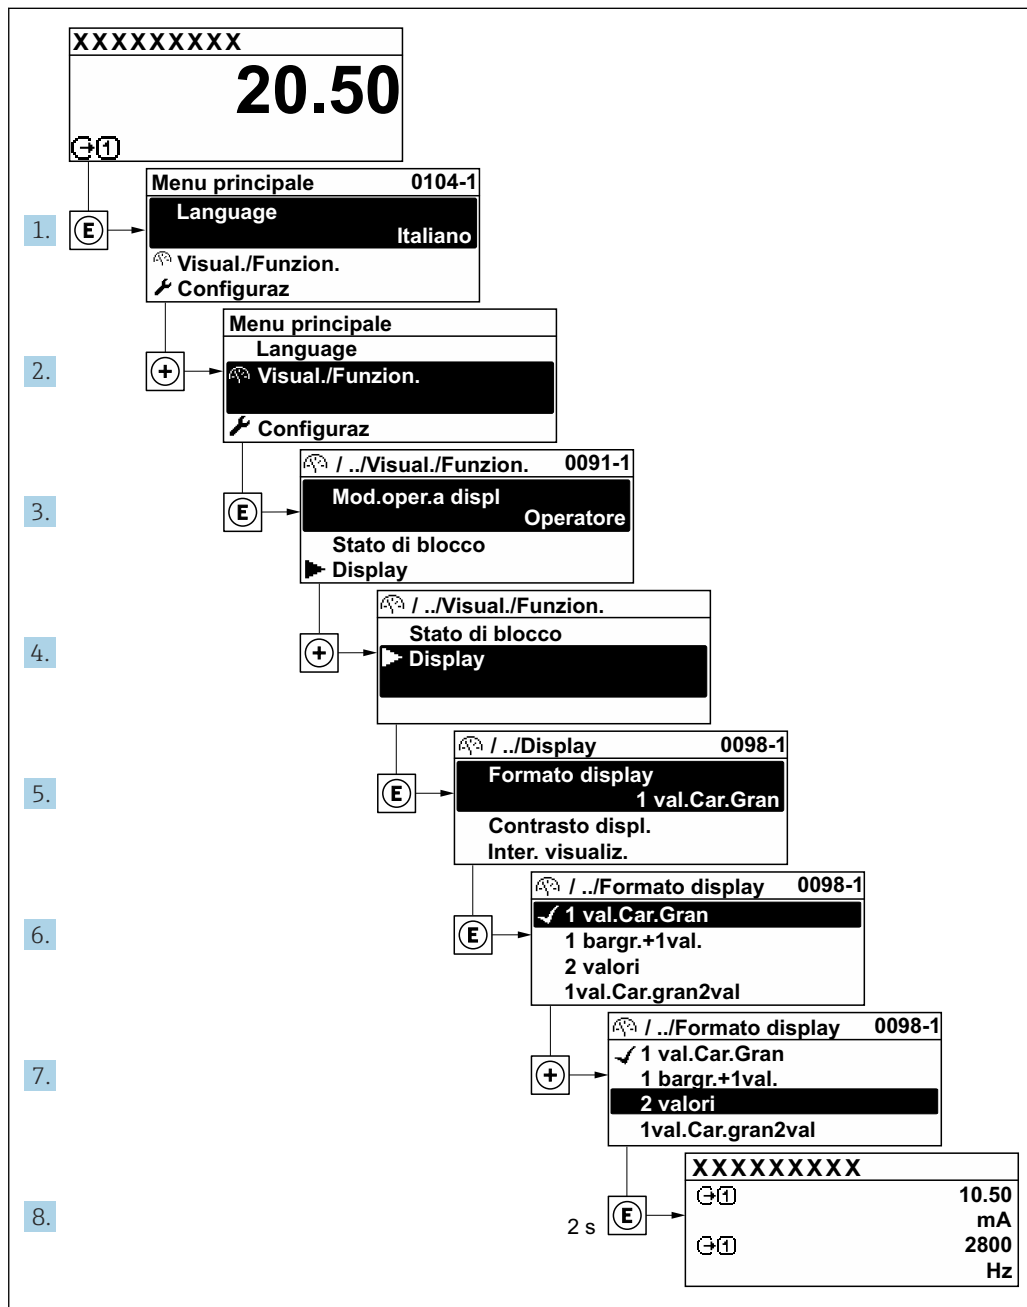 XXXXXXXXX
20.50
1
1.
E
Menu principale 0104-1
Language
Italiano
Visual./Funzion.
Configuraz
2.
+
Menu principale
Language
Visual./Funzion.
Configuraz
3.
E
/ ../Visual./Funzion. 0091-1
Mod.oper.a displ
Operatore
Stato di blocco
Display
4.
+
/ ../Visual./Funzion.
Stato di blocco
Display
5.
E
/ ../Display 0098-1
Formato display
1 val.Car.Gran
Contrasto displ.
Inter. visualiz.
6.
E
/ ../Formato display 0098-1
1 val.Car.Gran
1 bargr.+1val.
2 valori
1val.Car.gran2val
7.
+
/ ../Formato display 0098-1
1 val.Car.Gran
1 bargr.+1val.
2 valori
1val.Car.gran2val
8.
2 s
E
XXXXXXXXX
1 10.50
mA
1 2800
Hz